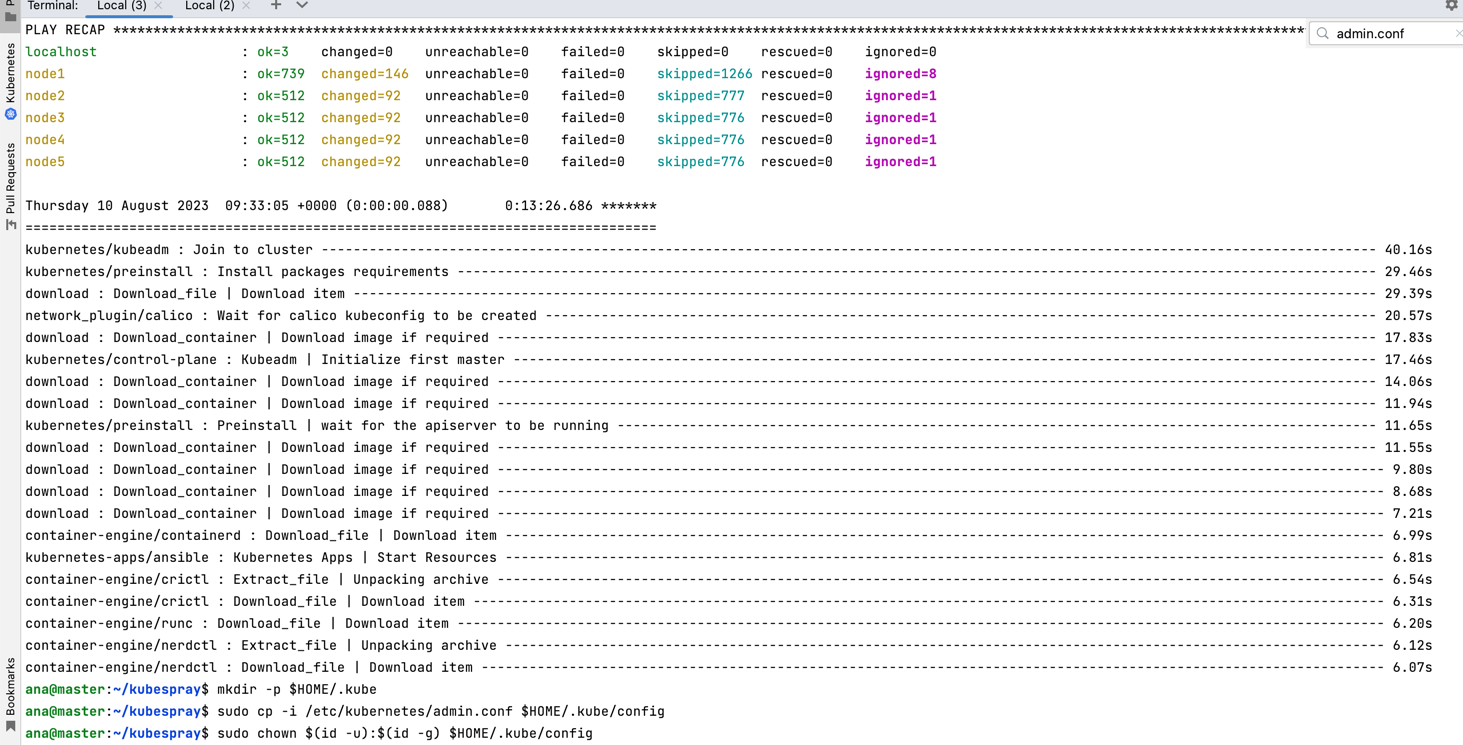 Terminal: Local (3) × Local (2) × +
PLAY RECAP ******************************************************************************************************************************************************
admin.conf
localhost : ok=3 changed=0 unreachable=0 failed=0 skipped=0 rescued=0 ignored=0
node1 : ok=739 changed=146 unreachable=0 failed=0 skipped=1266 rescued=0 ignored=8
node2 : ok=512 changed=92 unreachable=0 failed=0 skipped=777 rescued=0 ignored=1
node3 : ok=512 changed=92 unreachable=0 failed=0 skipped=776 rescued=0 ignored=1
node4 : ok=512 changed=92 unreachable=0 failed=0 skipped=776 rescued=0 ignored=1
node5 : ok=512 changed=92 unreachable=0 failed=0 skipped=776 rescued=0 ignored=1
Thursday 10 August 2023 09:33:05 +0000 (0:00:00.088) 0:13:26.686 *******
===============================================================================
kubernetes/kubeadm : Join to cluster ------------------------------------ 40.16s
kubernetes/preinstall : Install packages requirements ------------------------------------ 29.46s
download : Download_file | Download item ------------------------------------ 29.39s
network_plugin/calico : Wait for calico kubeconfig to be created ------------------------------------ 20.57s
download : Download_container | Download image if required ------------------------------------ 17.83s
kubernetes/control-plane : Kubeadm | Initialize first master ------------------------------------ 17.46s
download : Download_container | Download image if required ------------------------------------ 14.06s
download : Download_container | Download image if required ------------------------------------ 11.94s
kubernetes/preinstall : Preinstall | wait for the apiserver to be running ------------------------------------ 11.65s
download : Download_container | Download image if required ------------------------------------ 11.55s
download : Download_container | Download image if required ------------------------------------ 9.80s
download : Download_container | Download image if required ------------------------------------ 8.68s
download : Download_container | Download image if required ------------------------------------ 7.21s
container-engine/containerd : Download_file | Download item ------------------------------------ 6.99s
kubernetes-apps/ansible : Kubernetes Apps | Start Resources ------------------------------------ 6.81s
container-engine/crictl : Extract_file | Unpacking archive ------------------------------------ 6.54s
container-engine/crictl : Download_file | Download item ------------------------------------ 6.31s
container-engine/runc : Download_file | Download item ------------------------------------ 6.20s
container-engine/nerdctl : Extract_file | Unpacking archive ------------------------------------ 6.12s
container-engine/nerdctl : Download_file | Download item ------------------------------------ 6.07s
ana@master:~/kubespray$ mkdir -p $HOME/.kube
ana@master:~/kubespray$ sudo cp -i /etc/kubernetes/admin.conf $HOME/.kube/config
ana@master:~/kubespray$ sudo chown $(id -u):$(id -g) $HOME/.kube/config
Kubernetes
Pull Requests
Bookmarks